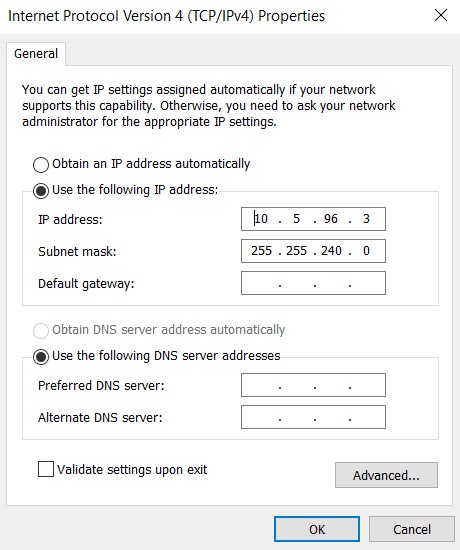 Internet Protocol Version 4 (TCP/IPv4) Properties
General
You can get IP settings assigned automatically if your network
supports this capability. Otherwise, you need to ask your network
administrator for the appropriate IP settings.
Obtain an IP address automatically
Use the following IP address:
IP address: 10 . 5 . 96 . 3
Subnet mask: 255 . 255 . 240 . 0
Default gateway: . . .
Obtain DNS server address automatically
Use the following DNS server addresses
Preferred DNS server: . . .
Alternate DNS server: . . .
Validate settings upon exit
Advanced...
OK Cancel